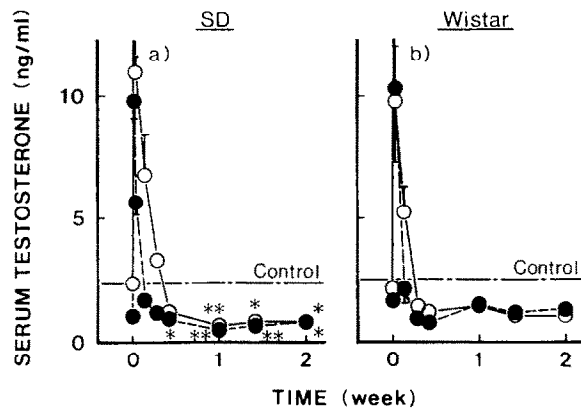 SD
Wistar
SERUM TESTOSTERONE (ng/ml)
10
5
0
a)
b)
Control
Control
*
**
**
*
**
*
*
0
1
2
0
1
2
TIME (week)